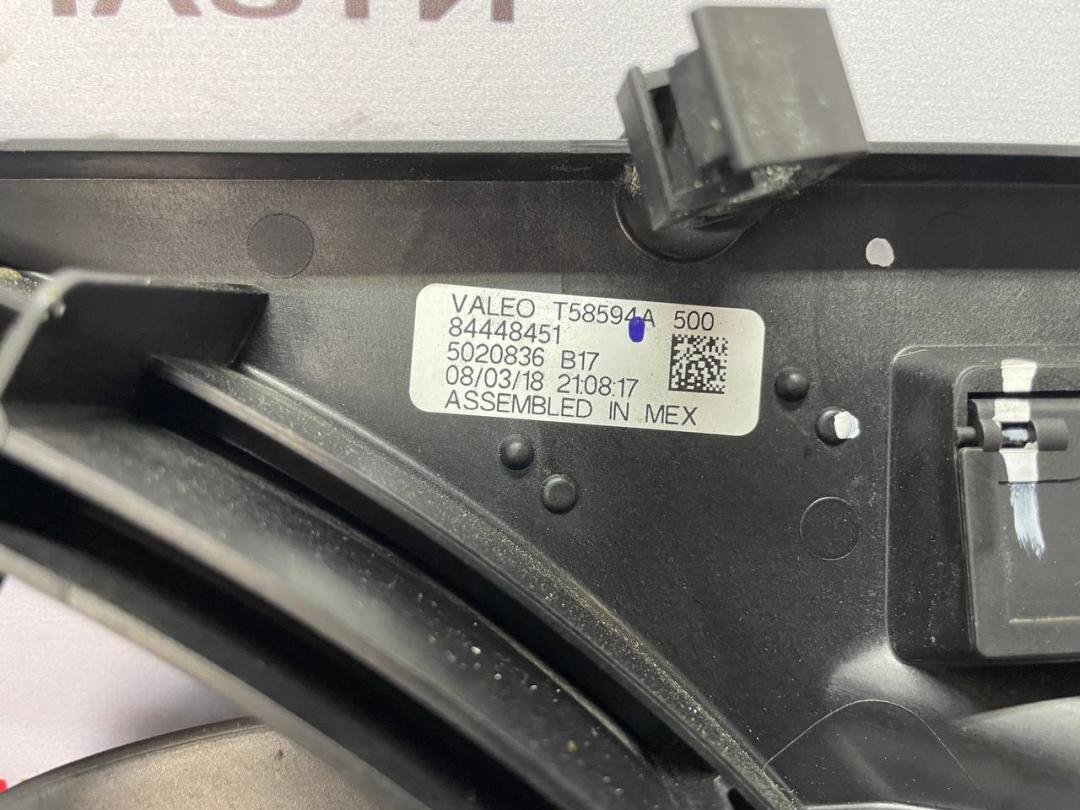 VALEO T58594A 500
84448451
5020836 B17
08/03/18 21:08:17
ASSEMBLED IN MEX